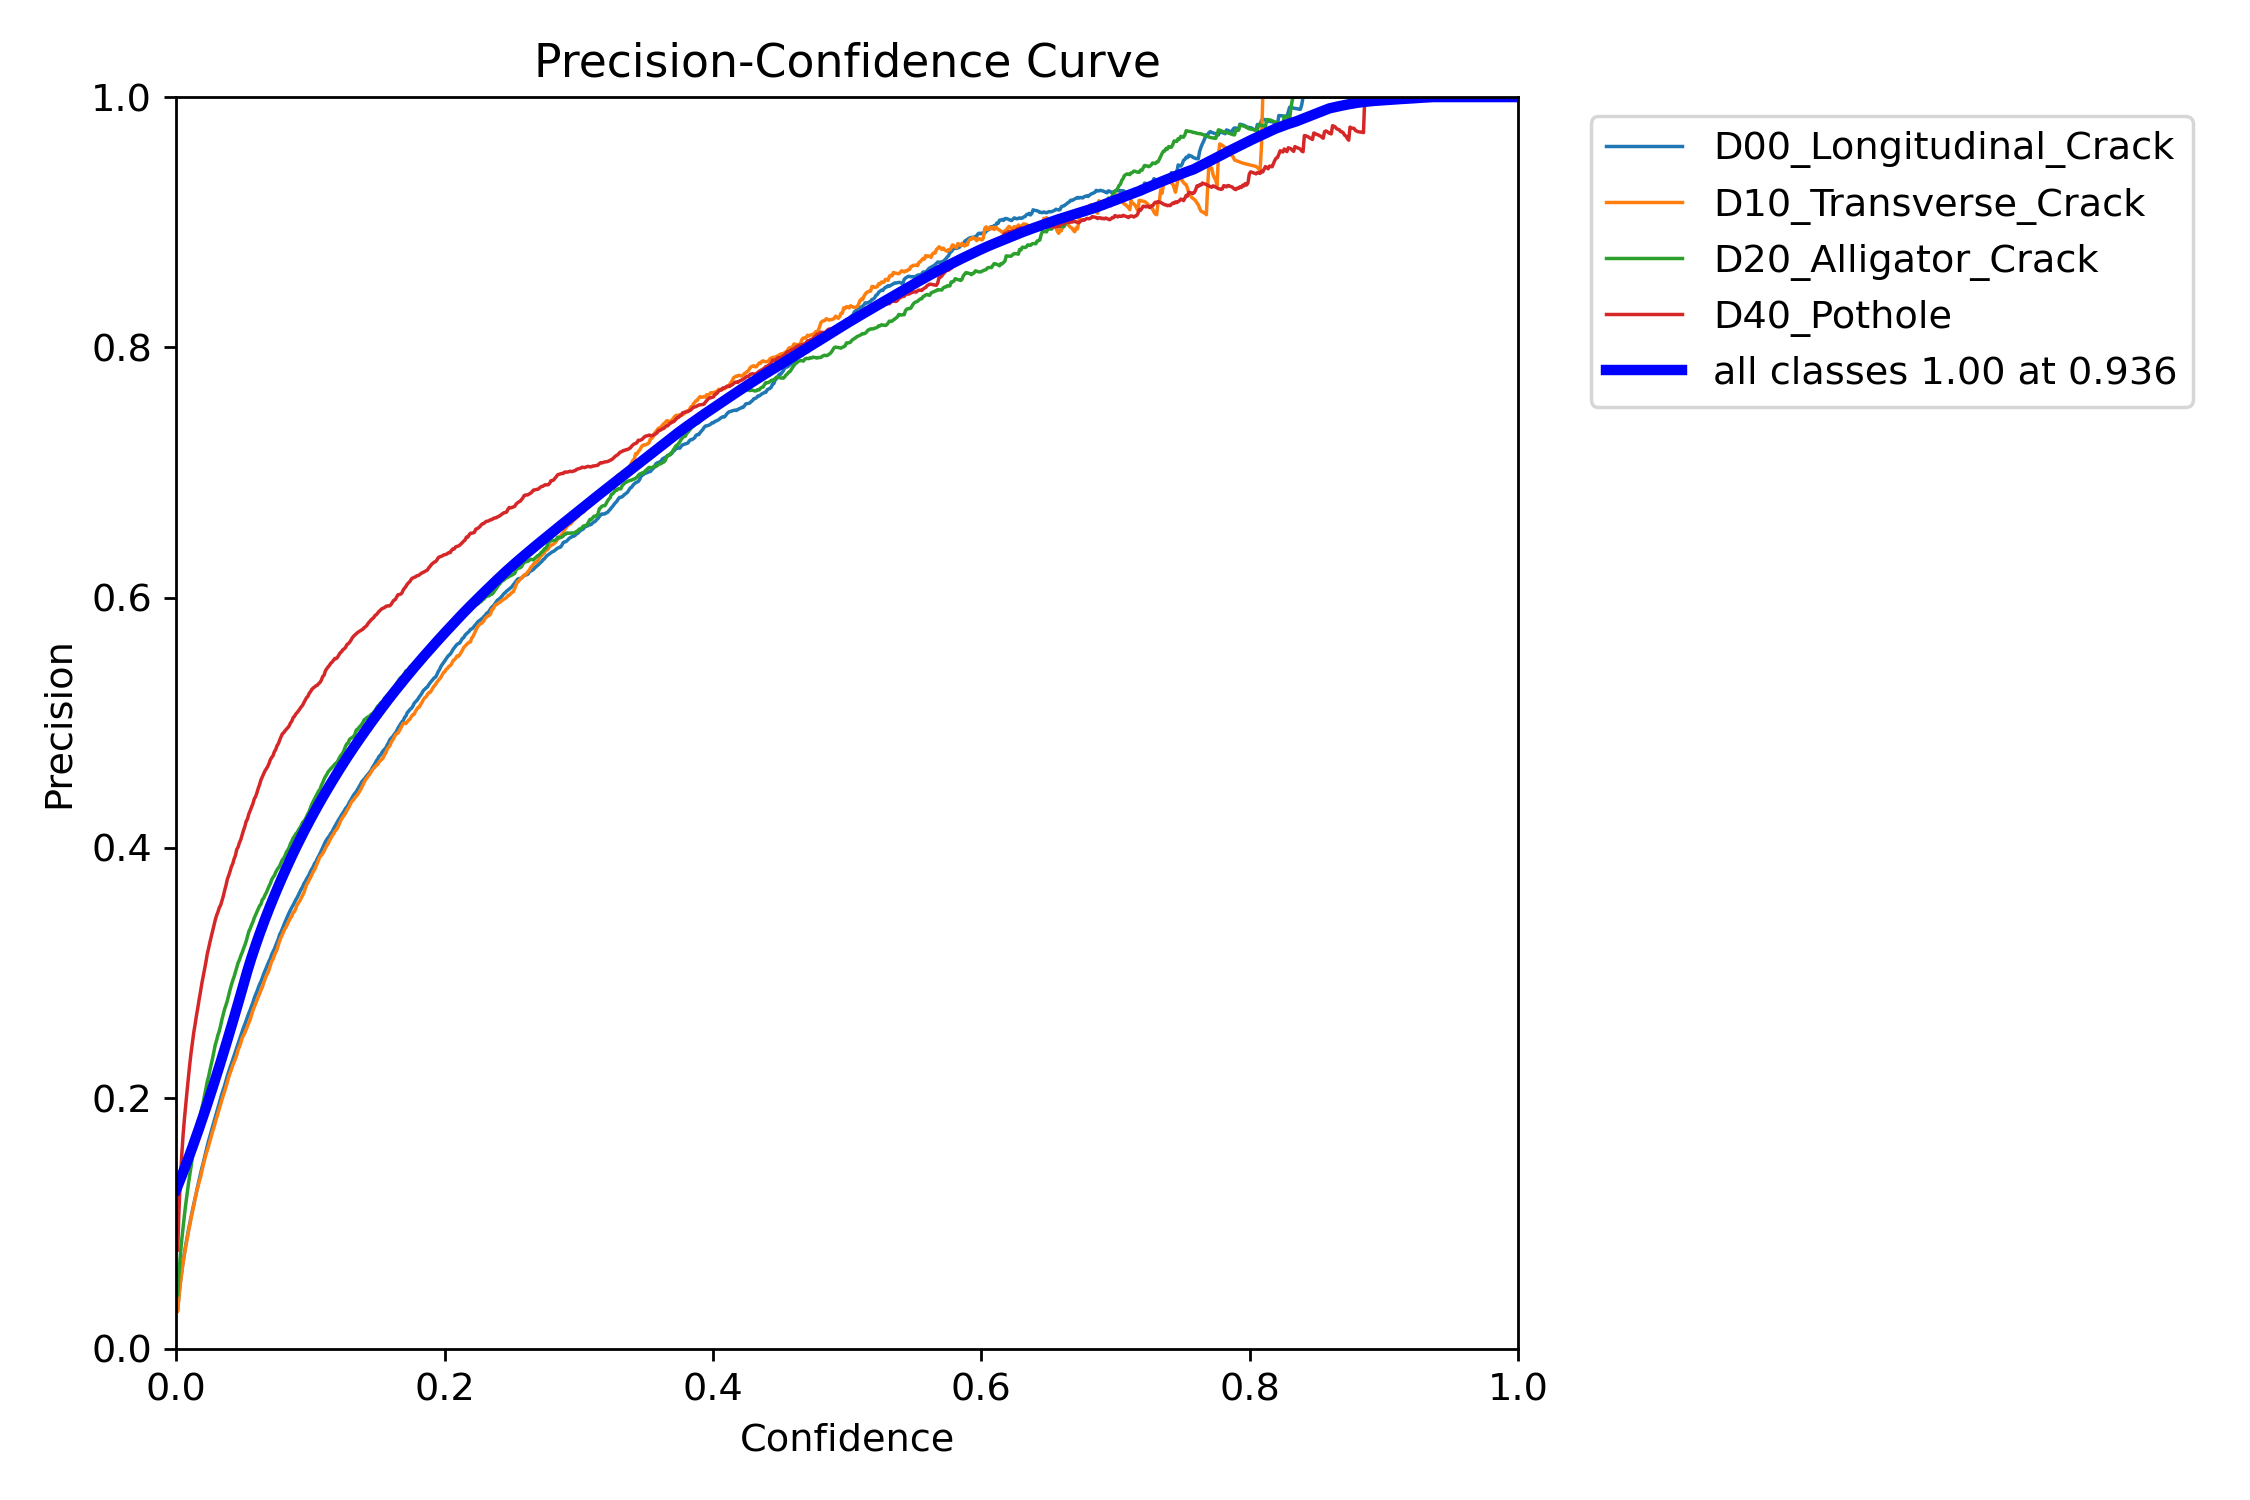 Precision-Confidence Curve
1.0
0.8
0.6
0.4
0.2
0.0
Precision
0.0 0.2 0.4 0.6 0.8 1.0
Confidence
D00_Longitudinal_Crack
D10_Transverse_Crack
D20_Alligator_Crack
D40_Pothole
all classes 1.00 at 0.936